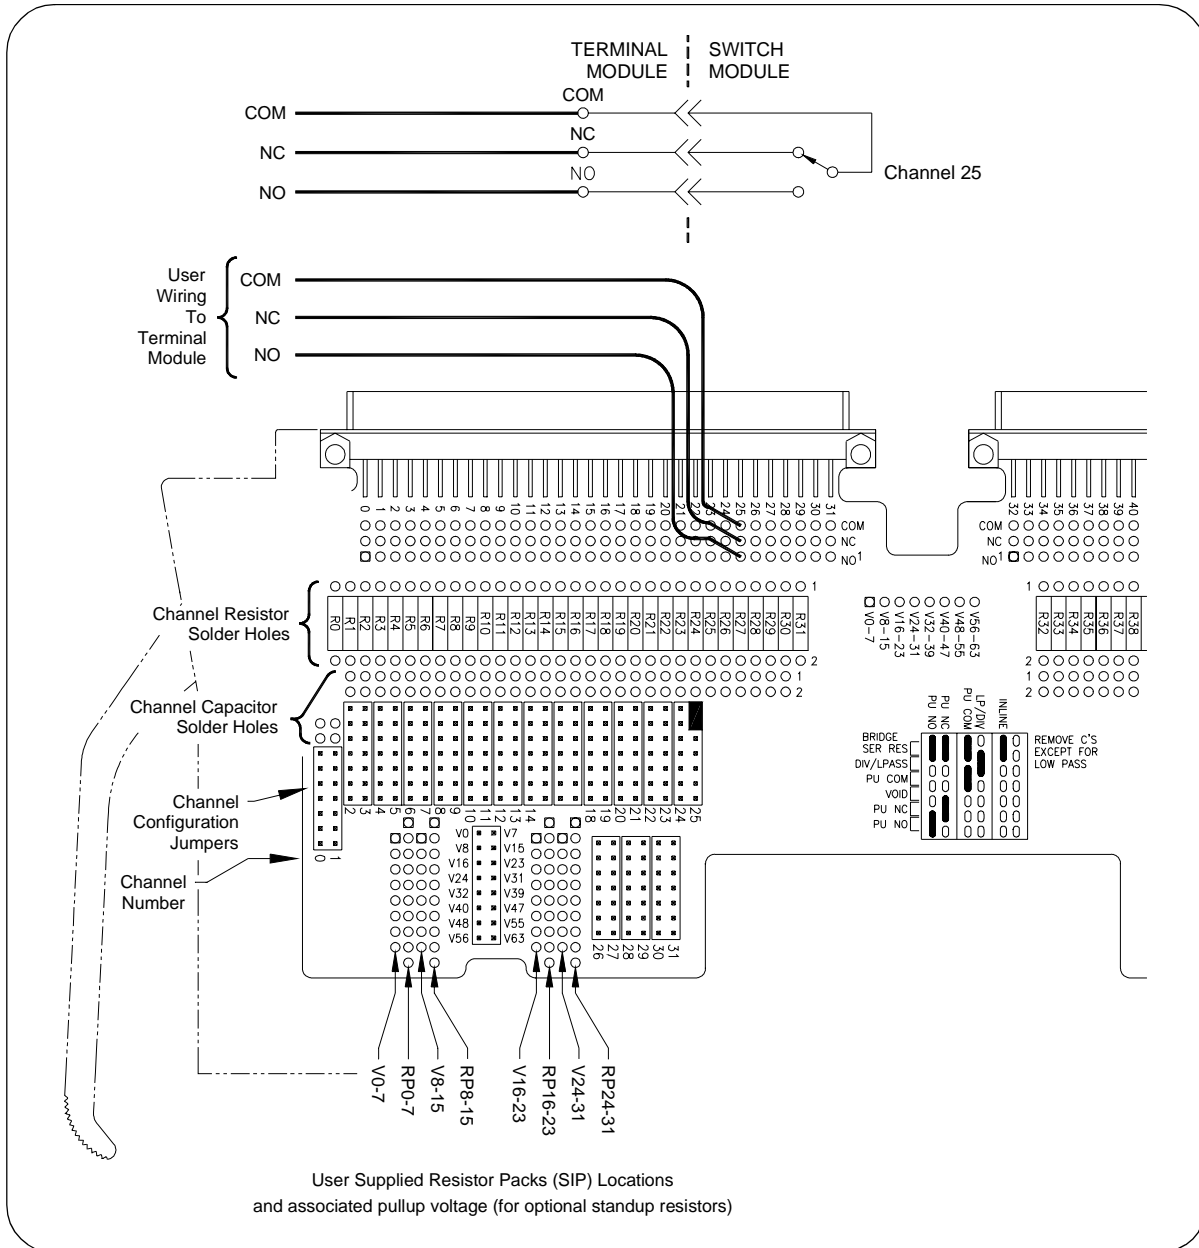 TERMINAL MODULE
SWITCH MODULE
COM
COM
NC
NC
NO
NO
Channel 25
User Wiring To Terminal Module
COM
NC
NO
0 1 2 3 4 5 6 7 8 9 10 11 12 13 14 15 16 17 18 19 20 21 22 23 24 25 26 27 28 29 30 31
COM
NC
NO 1
32 33 34 35 36 37 38 39 40
COM
NC
NO 1
Channel Resistor Solder Holes
1
R0 R1 R2 R3 R4 R5 R6 R7 R8 R9 R10 R11 R12 R13 R14 R15 R16 R17 R18 R19 R20 R21 R22 R23 R24 R25 R26 R27 R28 R29 R30 R31
2
V0-7 V8-15 V16-23 V24-31 V32-39 V40-47 V48-55 V56-63
1
R32 R33 R34 R35 R36 R37 R38
2
Channel Capacitor Solder Holes
1
2
1
2
PU NO
PU NC
PU COM
LP/DIV
INLINE
BRIDGE
SER RES
DIV/LPASS
PU COM
VOID
PU NC
PU NO
REMOVE C'S
EXCEPT FOR
LOW PASS
Channel Configuration Jumpers
Channel Number
0 1
2 3 4 5 6 7 8 9 10 11 12 13 14 18 19 20 21 22 23 24 25
V0 V7
V8 V15
V16 V23
V24 V31
V32 V39
V40 V47
V48 V55
V56 V63
26 27 28 29 30 31
V0-7
RP0-7
V8-15
RP8-15
V16-23
RP16-23
V24-31
RP24-31
User Supplied Resistor Packs (SIP) Locations
and associated pullup voltage (for optional standup resistors)